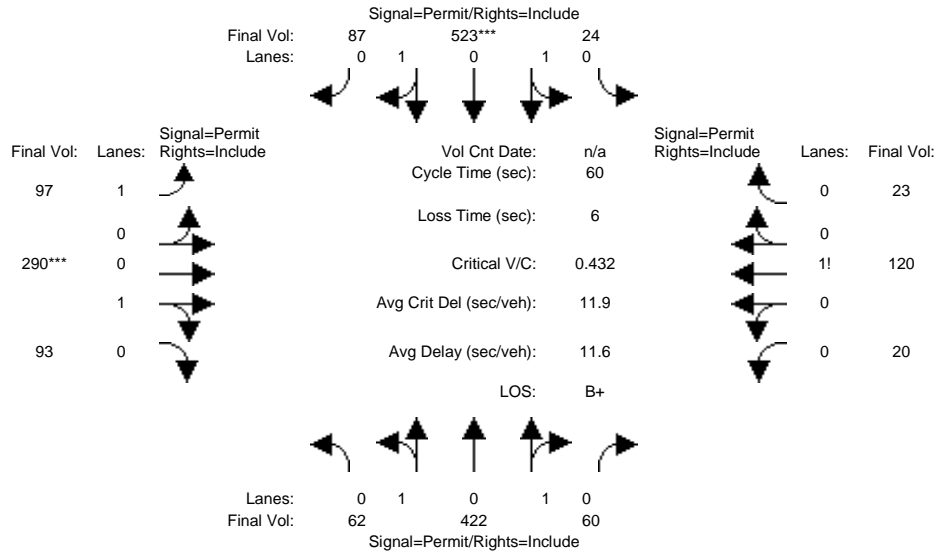 Signal=Permit/Rights=Include
Final Vol: 87 523*** 24
Lanes: 0 1 0 1 0
Signal=Permit
Final Vol: Lanes: Rights=Include
Vol Cnt Date: n/a
Signal=Permit
Rights=Include Lanes: Final Vol:
Cycle Time (sec): 60
97 1
0 23
Loss Time (sec): 6
0
0
290*** 0
Critical V/C: 0.432
1! 120
1
Avg Crit Del (sec/veh): 11.9
0
93 0
Avg Delay (sec/veh): 11.6
0 20
LOS: B+
Lanes: 0 1 0 1 0
Final Vol: 62 422 60
Signal=Permit/Rights=Include